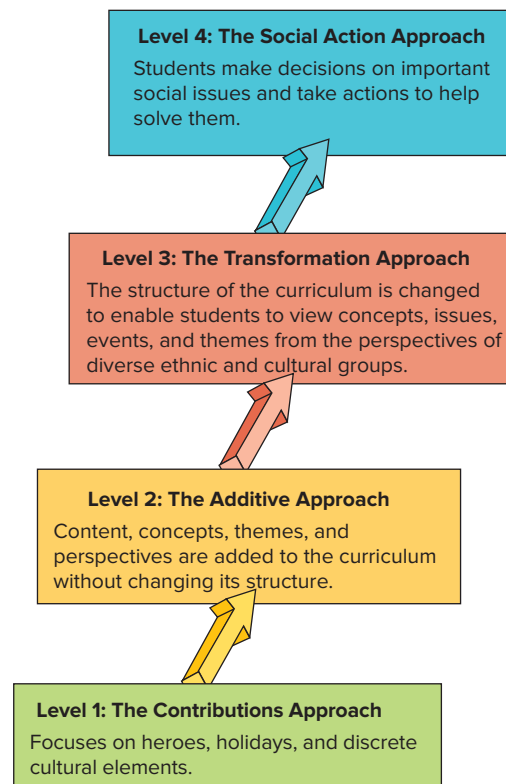 Level 4: The Social Action Approach
Students make decisions on important
social issues and take actions to help
solve them.
Level 3: The Transformation Approach
The structure of the curriculum is changed
to enable students to view concepts, issues,
events, and themes from the perspectives of
diverse ethnic and cultural groups.
Level 2: The Additive Approach
Content, concepts, themes, and
perspectives are added to the curriculum
without changing its structure.
Level 1: The Contributions Approach
Focuses on heroes, holidays, and discrete
cultural elements.